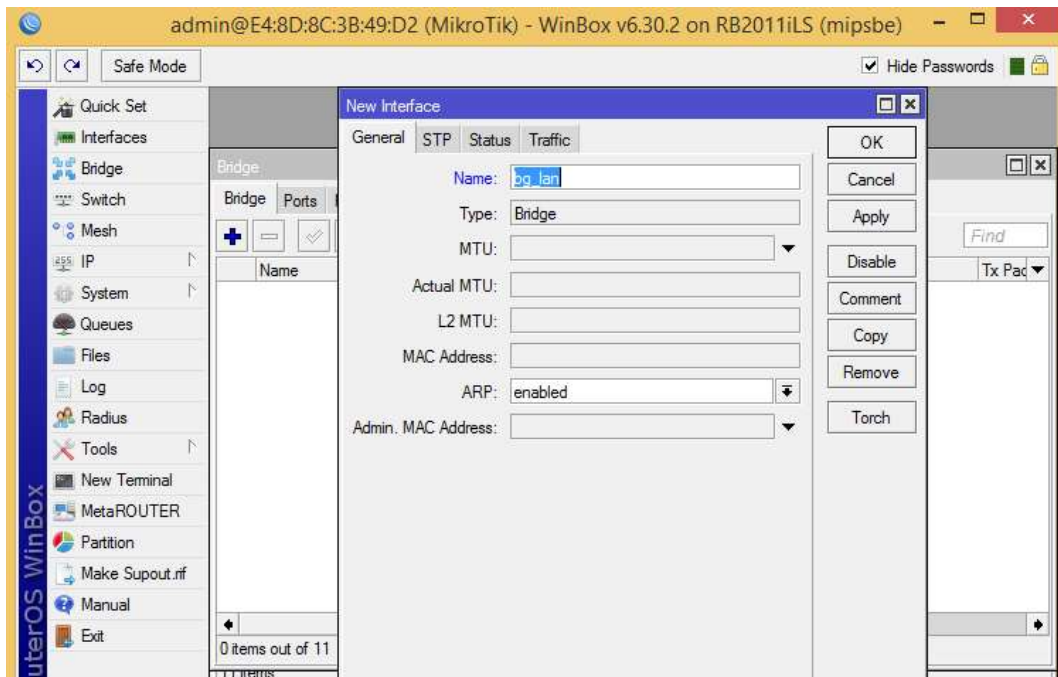 admin@E4:8D:8C:3B:49:D2 (MikroTik) - WinBox v6.30.2 on RB2011iLS (mipsbe)
Safe Mode
Hide Passwords
Quick Set
Interfaces
Bridge
Switch
Mesh
IP
System
Queues
Files
Log
Radius
Tools
New Terminal
MetaROUTER
Partition
Make Supout.rif
Manual
Exit
uterOS WinBox
Bridge
Bridge Ports
Find
Name
Tx Pac
0 items out of 11
New Interface
General STP Status Traffic
Name: bg_lan
Type: Bridge
MTU:
Actual MTU:
L2 MTU:
MAC Address:
ARP: enabled
Admin. MAC Address:
OK
Cancel
Apply
Disable
Comment
Copy
Remove
Torch